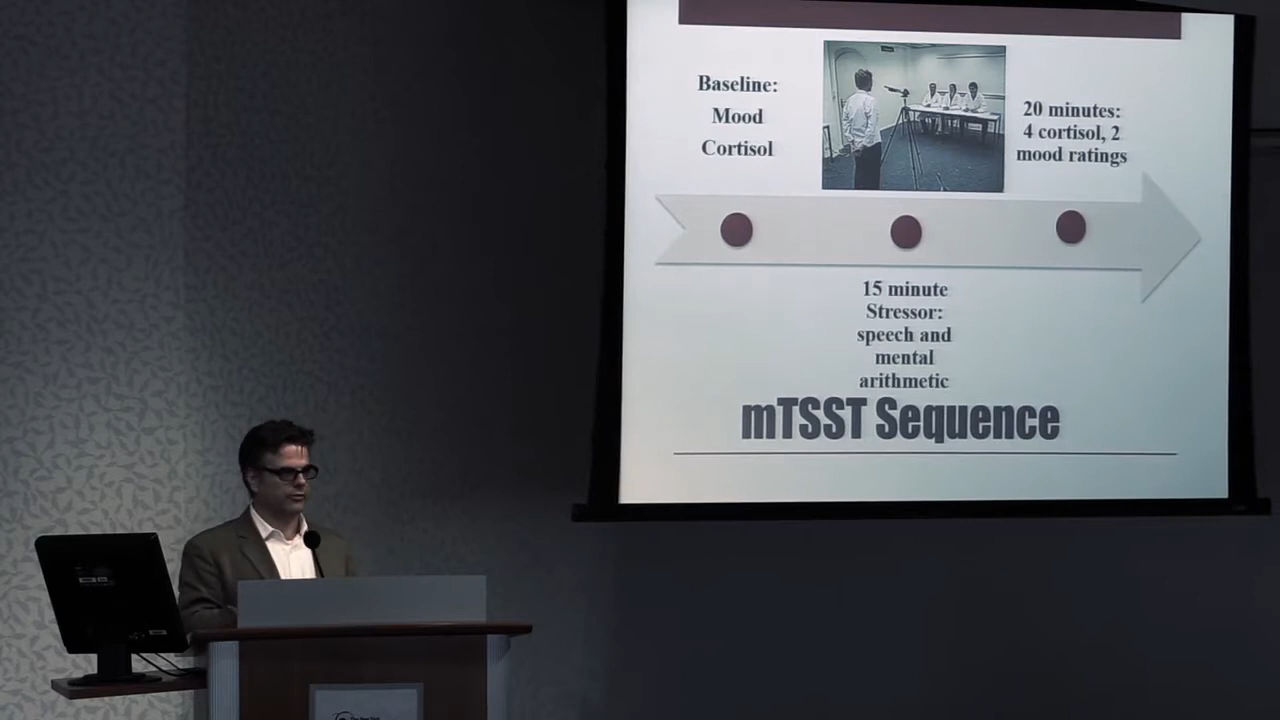 Baseline:
Mood
Cortisol
20 minutes:
4 cortisol, 2
mood ratings
15 minute
Stressor:
speech and
mental
arithmetic
mTSST Sequence